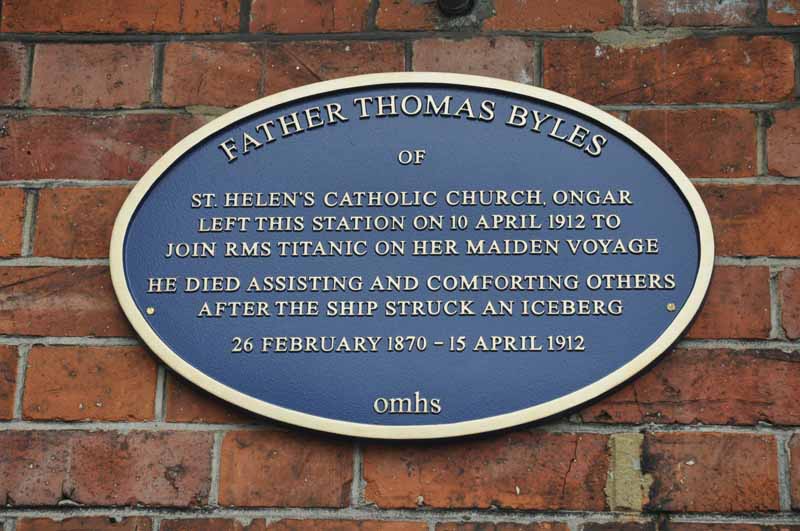 FATHER THOMAS BYLES
OF
ST. HELEN'S CATHOLIC CHURCH, ONGAR
LEFT THIS STATION ON 10 APRIL 1912 TO
JOIN RMS TITANIC ON HER MAIDEN VOYAGE
HE DIED ASSISTING AND COMFORTING OTHERS
AFTER THE SHIP STRUCK AN ICEBERG
26 FEBRUARY 1870 – 15 APRIL 1912
omhs